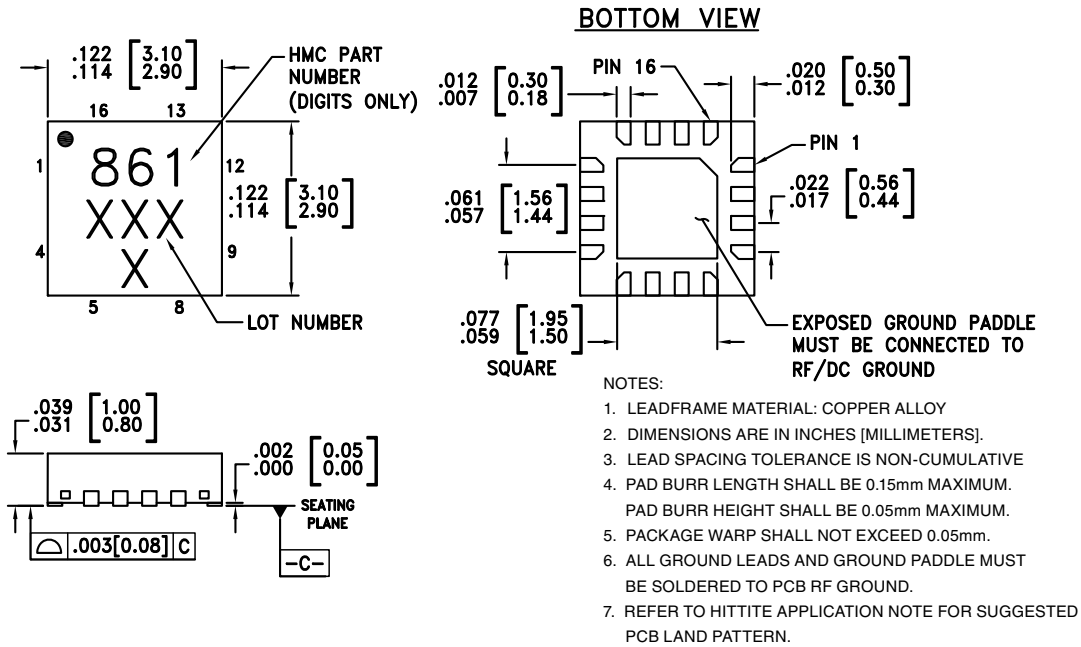 BOTTOM VIEW
.122 [3.10]
.114 [2.90]
HMC PART
NUMBER
(DIGITS ONLY)
16 13
1 12
4 9
5 8
861
XXX
X
.122 [3.10]
.114 [2.90]
LOT NUMBER
.012 [0.30]
.007 [0.18]
PIN 16
.020 [0.50]
.012 [0.30]
PIN 1
.061 [1.56]
.057 [1.44]
.022 [0.56]
.017 [0.44]
.077 [1.95]
.059 [1.50]
SQUARE
EXPOSED GROUND PADDLE
MUST BE CONNECTED TO
RF/DC GROUND
.039 [1.00]
.031 [0.80]
.002 [0.05]
.000 [0.00]
SEATING
PLANE
.003[0.08] C
-C-
NOTES:
1. LEADFRAME MATERIAL: COPPER ALLOY
2. DIMENSIONS ARE IN INCHES [MILLIMETERS].
3. LEAD SPACING TOLERANCE IS NON-CUMULATIVE
4. PAD BURR LENGTH SHALL BE 0.15mm MAXIMUM.
PAD BURR HEIGHT SHALL BE 0.05mm MAXIMUM.
5. PACKAGE WARP SHALL NOT EXCEED 0.05mm.
6. ALL GROUND LEADS AND GROUND PADDLE MUST
BE SOLDERED TO PCB RF GROUND.
7. REFER TO HITTITE APPLICATION NOTE FOR SUGGESTED
PCB LAND PATTERN.